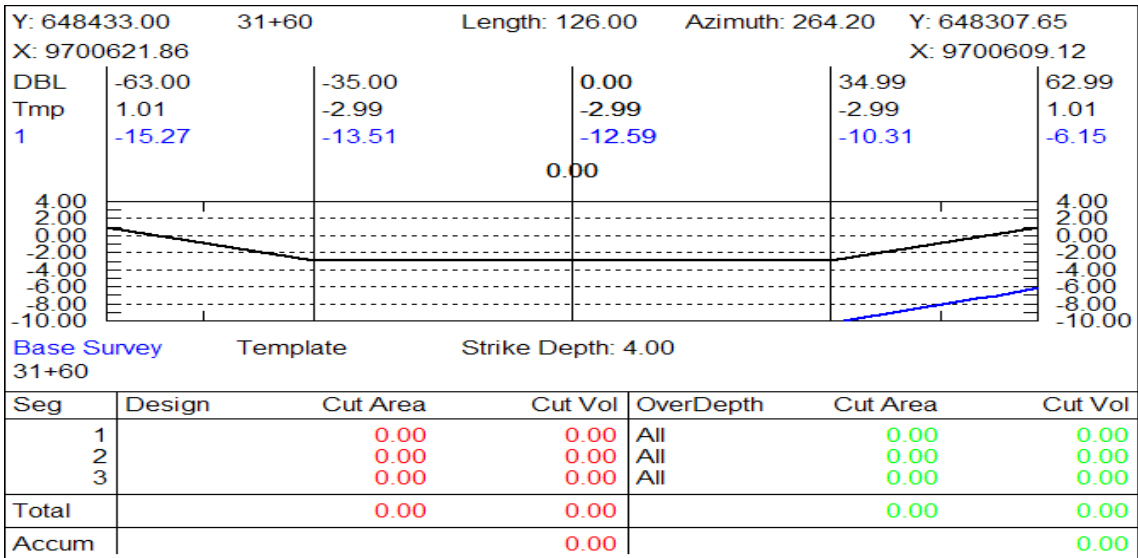 Y: 648433.00 31+60 Length: 126.00 Azimuth: 264.20 Y: 648307.65
X: 9700621.86 X: 9700609.12
DBL -63.00 -35.00 0.00 34.99 62.99
Tmp 1.01 -2.99 -2.99 -2.99 1.01
1 -15.27 -13.51 -12.59 -10.31 -6.15
0.00
4.00 4.00
2.00 2.00
0.00 0.00
-2.00 -2.00
-4.00 -4.00
-6.00 -6.00
-8.00 -8.00
-10.00 -10.00
Base Survey Template Strike Depth: 4.00
31+60
Seg Design Cut Area Cut Vol OverDepth Cut Area Cut Vol
1 0.00 0.00 All 0.00 0.00
2 0.00 0.00 All 0.00 0.00
3 0.00 0.00 All 0.00 0.00
Total 0.00 0.00 0.00 0.00
Accum 0.00 0.00